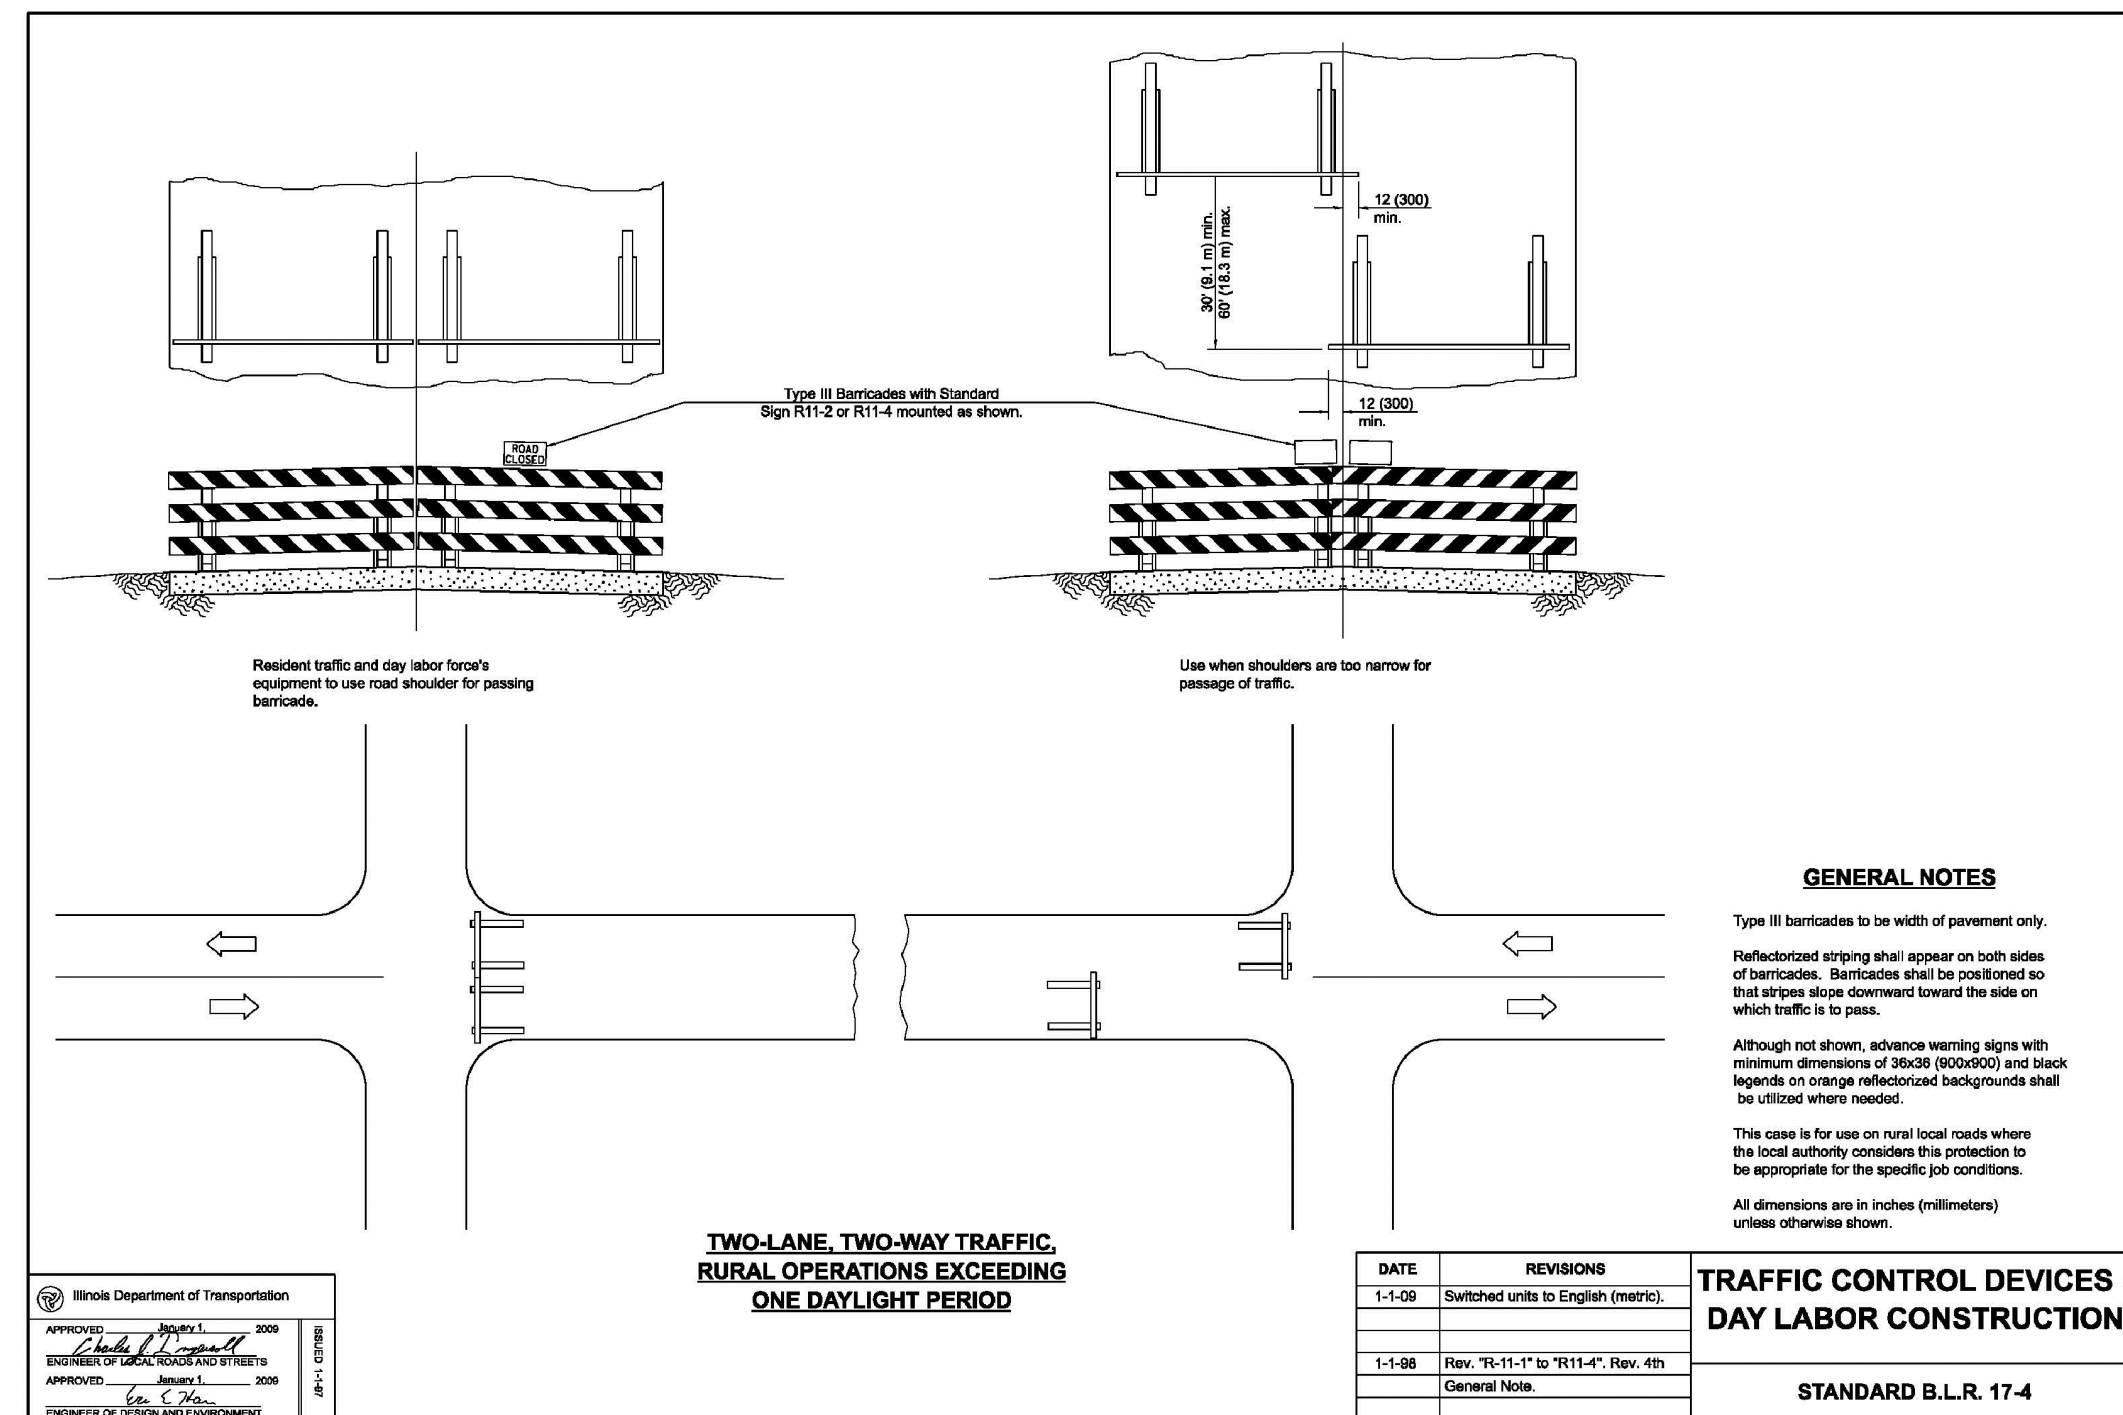 12 (300)
min.
30' (9.1 m) min.
60' (18.3 m) max.
Type III Barricades with Standard
Sign R11-2 or R11-4 mounted as shown.
12 (300)
min.
ROAD
CLOSED
Resident traffic and day labor force's
equipment to use road shoulder for passing
barricade.
Use when shoulders are too narrow for
passage of traffic.
GENERAL NOTES
Type III barricades to be width of pavement only.
Reflectorized striping shall appear on both sides
of barricades. Barricades shall be positioned so
that stripes slope downward toward the side on
which traffic is to pass.
Although not shown, advance warning signs with
minimum dimensions of 36x36 (900x900) and black
legends on orange reflectorized backgrounds shall
be utilized where needed.
This case is for use on rural local roads where
the local authority considers this protection to
be appropriate for the specific job conditions.
All dimensions are in inches (millimeters)
unless otherwise shown.
TWO-LANE, TWO-WAY TRAFFIC,
RURAL OPERATIONS EXCEEDING
ONE DAYLIGHT PERIOD
Illinois Department of Transportation
APPROVED January 1, 2009
Charles J. Ingersoll
ENGINEER OF LOCAL ROADS AND STREETS
APPROVED January 1, 2009
Eric E. Harm
ENGINEER OF DESIGN AND ENVIRONMENT
ISSUED 1-1-97
DATE REVISIONS
1-1-09 Switched units to English (metric).
1-1-98 Rev. "R-11-1" to "R11-4". Rev. 4th
General Note.
TRAFFIC CONTROL DEVICES
DAY LABOR CONSTRUCTION
STANDARD B.L.R. 17-4